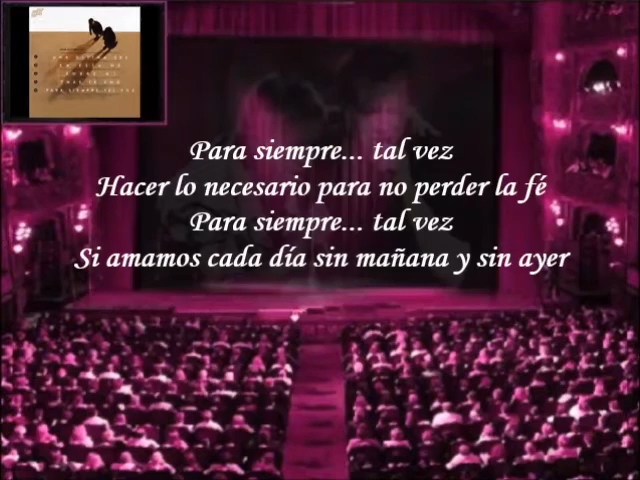 Para siempre... tal vez
Hacer lo necesario para no perder la fé
Para siempre... tal vez
Si amamos cada día sin mañana y sin ayer